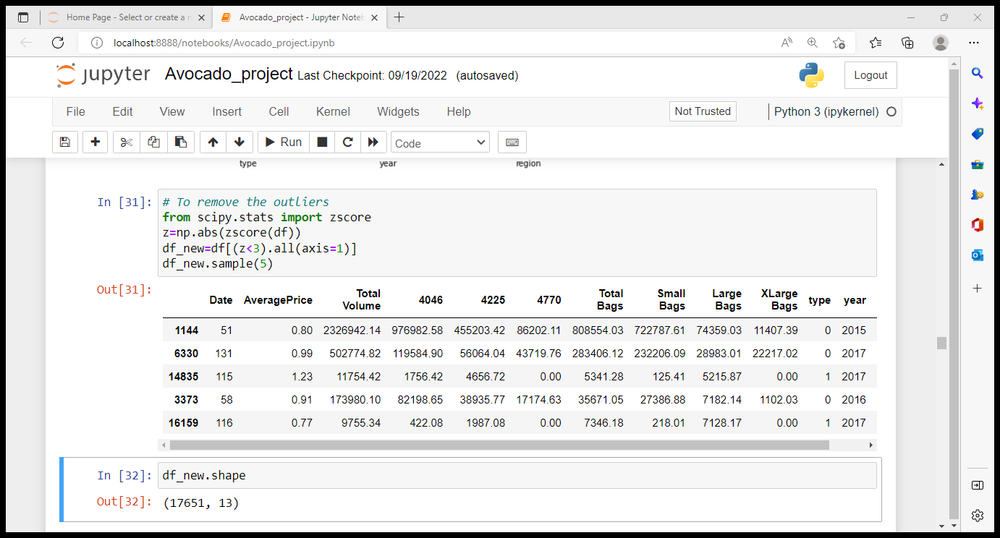 Home Page - Select or create a n
Avocado_project - Jupyter Noteb
localhost:8888/notebooks/Avocado_project.ipynb
jupyter Avocado_project Last Checkpoint: 09/19/2022 (autosaved)
Logout
File Edit View Insert Cell Kernel Widgets Help Not Trusted Python 3 (ipykernel)
Run Code
type year region
In [31]: # To remove the outliers
from scipy.stats import zscore
z=np.abs(zscore(df))
df_new=df[(z<3).all(axis=1)]
df_new.sample(5)
Out[31]:
Date AveragePrice Total Volume 4046 4225 4770 Total Bags Small Bags Large Bags XLarge Bags type year
1144 51 0.80 2326942.14 976982.58 455203.42 86202.11 808554.03 722787.61 74359.03 11407.39 0 2015
6330 131 0.99 502774.82 119584.90 56064.04 43719.76 283406.12 232206.09 28983.01 22217.02 0 2017
14835 115 1.23 11754.42 1756.42 4656.72 0.00 5341.28 125.41 5215.87 0.00 1 2017
3373 58 0.91 173980.10 82198.65 38935.77 17174.63 35671.05 27386.88 7182.14 1102.03 0 2016
16159 116 0.77 9755.34 422.08 1987.08 0.00 7346.18 218.01 7128.17 0.00 1 2017
In [32]: df_new.shape
Out[32]: (17651, 13)